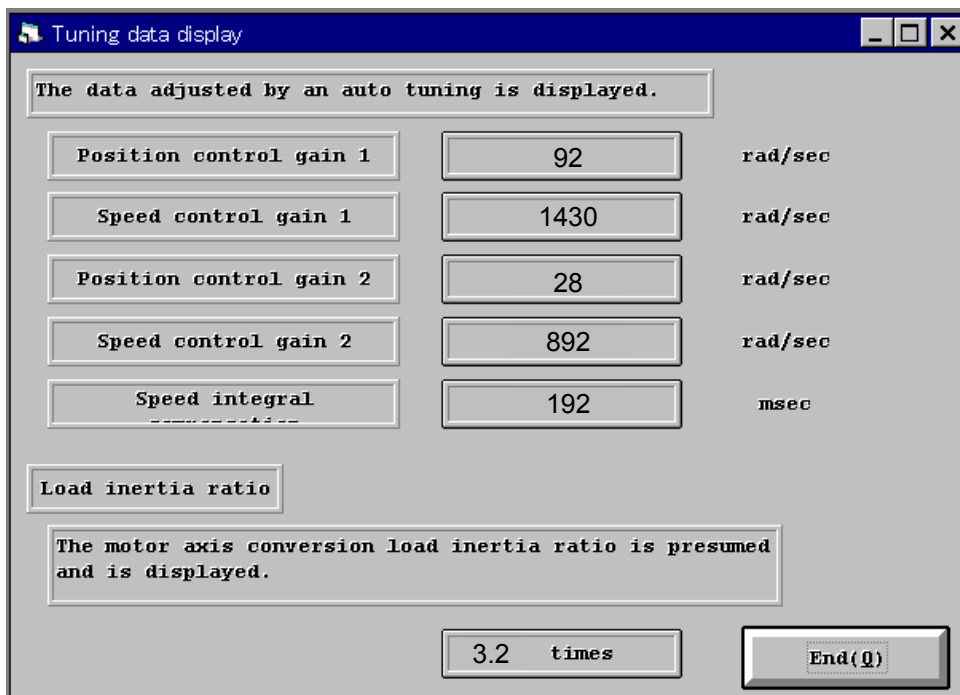 Tuning data display
The data adjusted by an auto tuning is displayed.
Position control gain 1 92 rad/sec
Speed control gain 1 1430 rad/sec
Position control gain 2 28 rad/sec
Speed control gain 2 892 rad/sec
Speed integral 192 msec
Load inertia ratio
The motor axis conversion load inertia ratio is presumed
and is displayed.
3.2 times
End(Q)